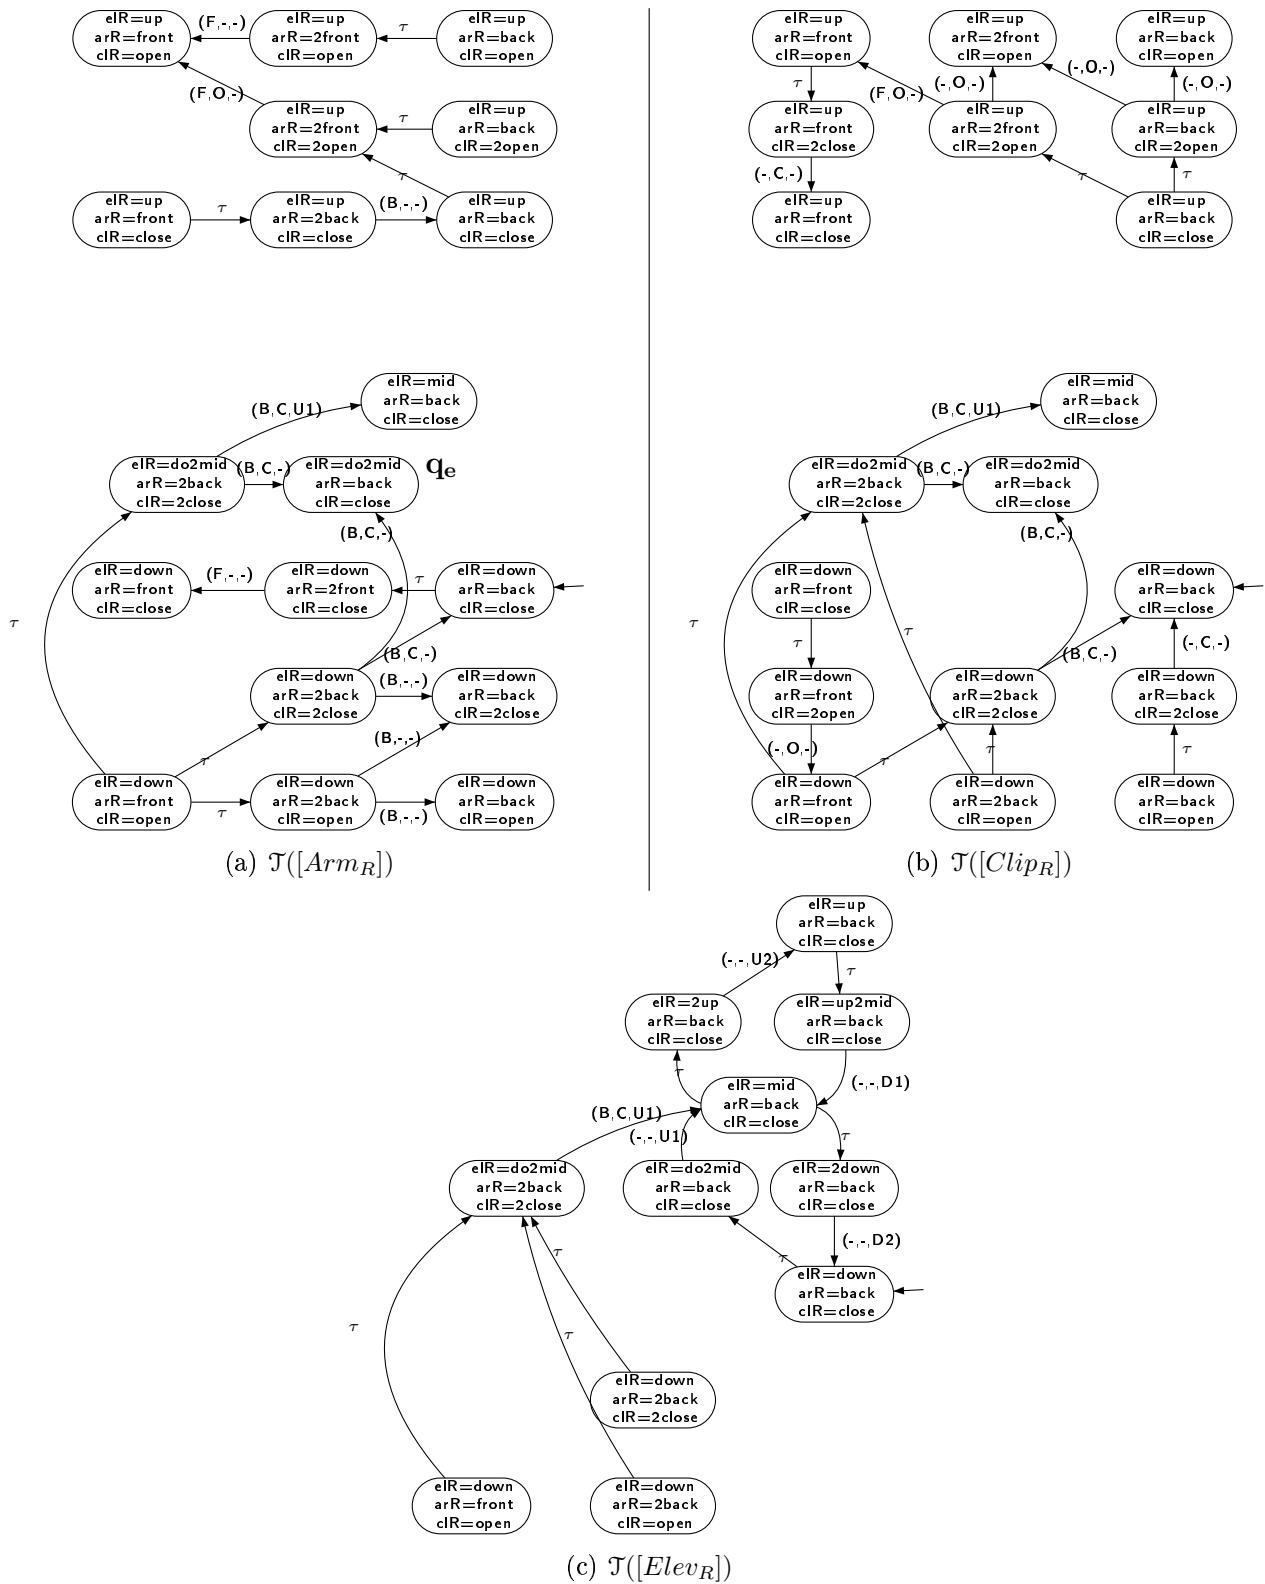 elR=up
arR=front
clR=open
(F,-,-)
elR=up
arR=2front
clR=open
τ
elR=up
arR=back
clR=open
(F,O,-)
elR=up
arR=2front
clR=2open
τ
elR=up
arR=back
clR=2open
τ
elR=up
arR=front
clR=close
τ
elR=up
arR=2back
clR=close
(B,-,-)
elR=up
arR=back
clR=close
elR=mid
arR=back
clR=close
(B,C,U1)
elR=do2mid
arR=2back
clR=2close
(B,C,-)
elR=do2mid
arR=back
clR=close
qe
(B,C,-)
elR=down
arR=front
clR=close
(F,-,-)
elR=down
arR=2front
clR=close
τ
elR=down
arR=back
clR=close
τ
(B,C,-)
elR=down
arR=2back
clR=2close
(B,-,-)
elR=down
arR=back
clR=2close
(B,-,-)
τ
elR=down
arR=front
clR=open
τ
elR=down
arR=2back
clR=open
(B,-,-)
elR=down
arR=back
clR=open
(a) T([ArmR])
elR=up
arR=front
clR=open
elR=up
arR=2front
clR=open
elR=up
arR=back
clR=open
τ
(F,O,-)
(-,O,-)
(-,O,-)
(-,O,-)
elR=up
arR=front
clR=2close
elR=up
arR=2front
clR=2open
elR=up
arR=back
clR=2open
(-,C,-)
τ
τ
elR=up
arR=front
clR=close
elR=up
arR=back
clR=close
elR=mid
arR=back
clR=close
(B,C,U1)
elR=do2mid
arR=2back
clR=2close
(B,C,-)
elR=do2mid
arR=back
clR=close
(B,C,-)
elR=down
arR=front
clR=close
elR=down
arR=back
clR=close
τ
τ
τ
(B,C,-)
(-,C,-)
elR=down
arR=front
clR=2open
elR=down
arR=2back
clR=2close
elR=down
arR=back
clR=2close
(-,O,-)
τ
τ
τ
elR=down
arR=front
clR=open
elR=down
arR=2back
clR=open
elR=down
arR=back
clR=open
(b) T([ClipR])
elR=up
arR=back
clR=close
(-,-,U2)
τ
elR=2up
arR=back
clR=close
elR=up2mid
arR=back
clR=close
τ
(-,-,D1)
elR=mid
arR=back
clR=close
(B,C,U1)
(-,-,U1)
τ
elR=do2mid
arR=2back
clR=2close
elR=do2mid
arR=back
clR=close
elR=2down
arR=back
clR=close
(-,-,D2)
τ
τ
elR=down
arR=back
clR=close
τ
τ
elR=down
arR=2back
clR=2close
elR=down
arR=front
clR=open
elR=down
arR=2back
clR=open
(c) T([ElevR])